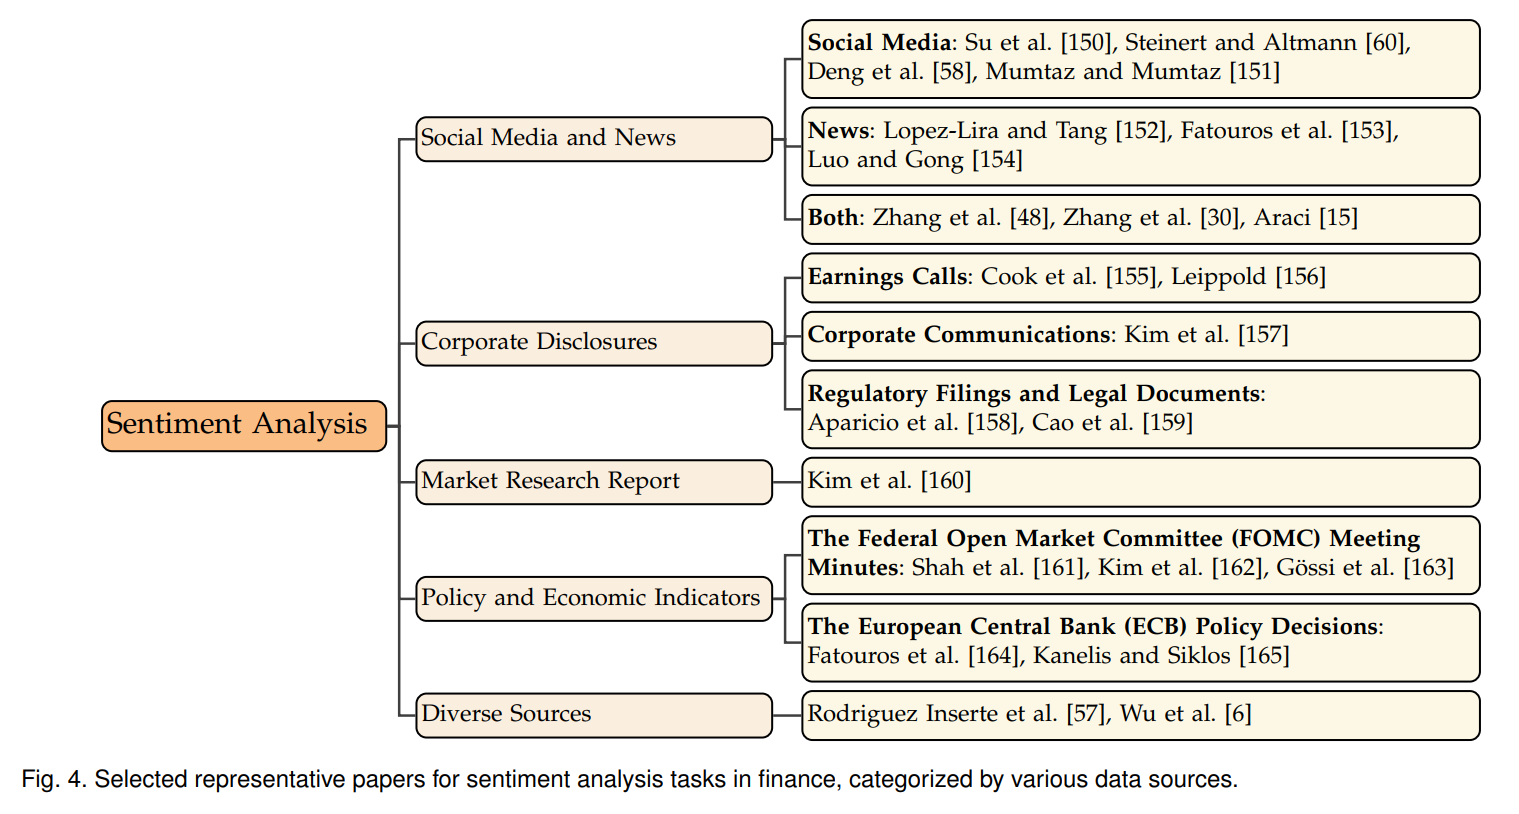 Social Media: Su et al. [150], Steinert and Altmann [60],
Deng et al. [58], Mumtaz and Mumtaz [151]
Social Media and News
News: Lopez-Lira and Tang [152], Fatouros et al. [153],
Luo and Gong [154]
Both: Zhang et al. [48], Zhang et al. [30], Araci [15]
Earnings Calls: Cook et al. [155], Leippold [156]
Corporate Disclosures
Corporate Communications: Kim et al. [157]
Regulatory Filings and Legal Documents:
Aparicio et al. [158], Cao et al. [159]
Sentiment Analysis
Market Research Report
Kim et al. [160]
The Federal Open Market Committee (FOMC) Meeting
Minutes: Shah et al. [161], Kim et al. [162], Gössi et al. [163]
Policy and Economic Indicators
The European Central Bank (ECB) Policy Decisions:
Fatouros et al. [164], Kanelis and Siklos [165]
Diverse Sources
Rodriguez Inserte et al. [57], Wu et al. [6]
Fig. 4. Selected representative papers for sentiment analysis tasks in finance, categorized by various data sources.